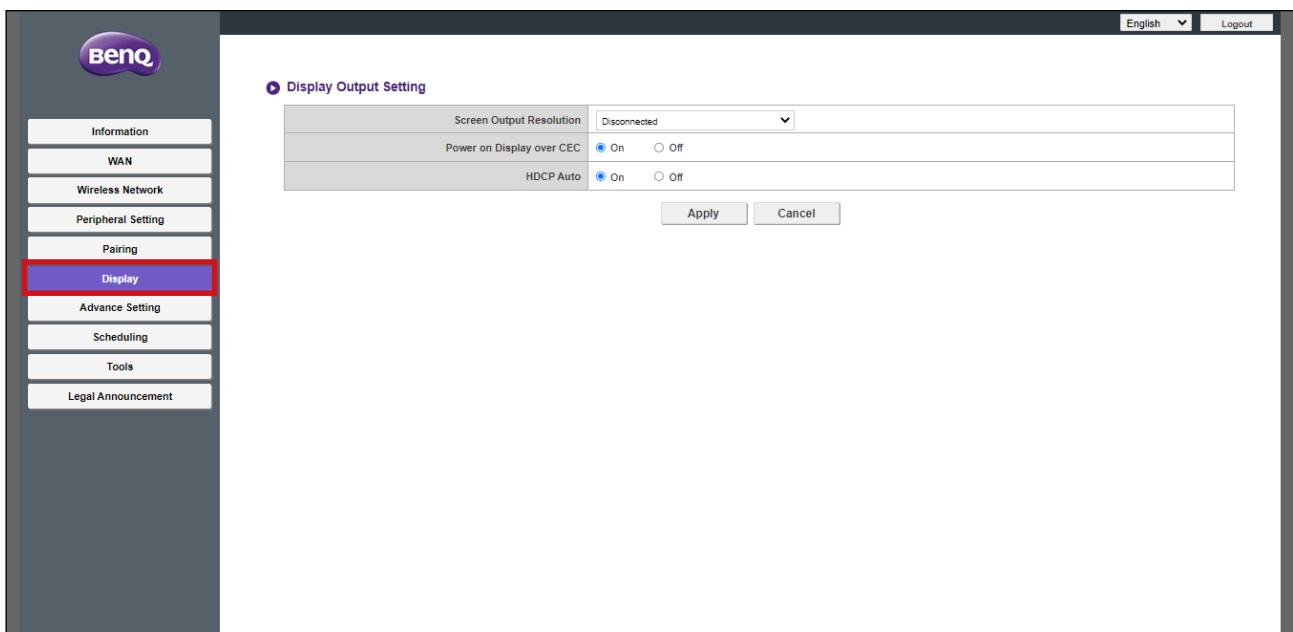 English
Logout
BenQ
Information
WAN
Wireless Network
Peripheral Setting
Pairing
Display
Advance Setting
Scheduling
Tools
Legal Announcement
Display Output Setting
Screen Output Resolution Disconnected
Power on Display over CEC On Off
HDCP Auto On Off
Apply Cancel